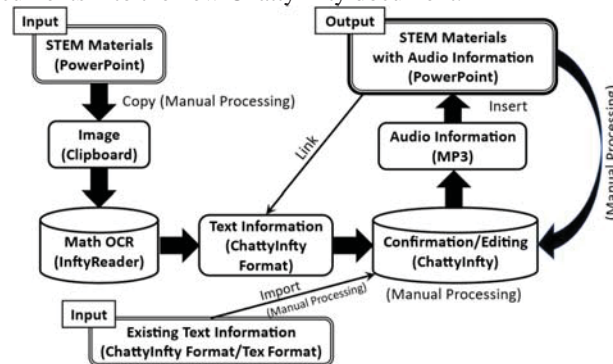 Input
STEM Materials
(PowerPoint)
Copy (Manual Processing)
Image
(Clipboard)
Math OCR
(InftyReader)
Text Information
(ChattyInfty
Format)
Input
Existing Text Information
(ChattyInfty Format/Tex Format)
Import
(Manual Processing)
Link
Output
STEM Materials
with Audio Information
(PowerPoint)
Insert
Audio Information
(MP3)
Confirmation/Editing
(ChattyInfty)
(Manual Processing)
(Manual Processing)